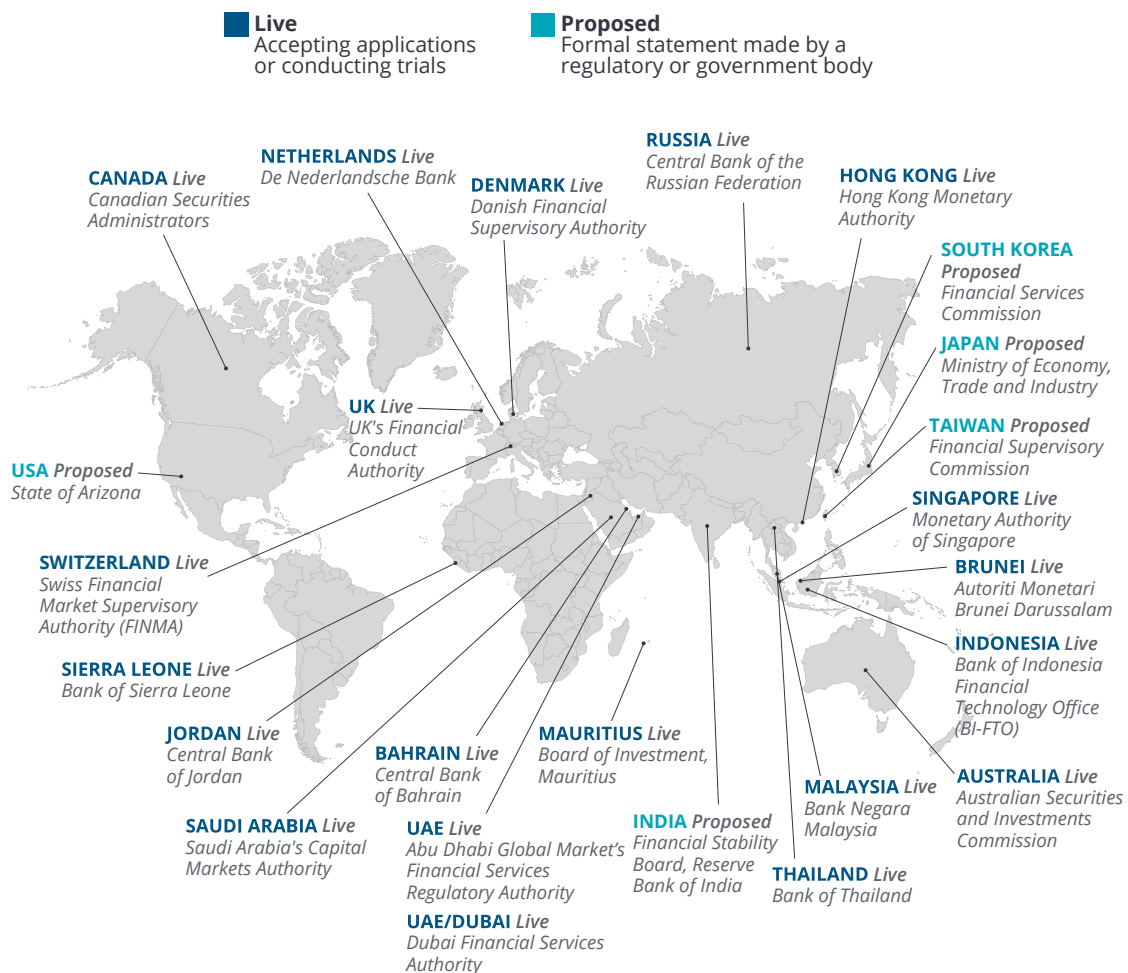 Live
Accepting applications
or conducting trials
Proposed
Formal statement made by a
regulatory or government body
CANADA Live
Canadian Securities
Administrators
NETHERLANDS Live
De Nederlandsche Bank
DENMARK Live
Danish Financial
Supervisory Authority
RUSSIA Live
Central Bank of the
Russian Federation
HONG KONG Live
Hong Kong Monetary
Authority
SOUTH KOREA
Proposed
Financial Services
Commission
JAPAN Proposed
Ministry of Economy,
Trade and Industry
UK Live
UK's Financial
Conduct
Authority
TAIWAN Proposed
Financial Supervisory
Commission
USA Proposed
State of Arizona
SINGAPORE Live
Monetary Authority
of Singapore
SWITZERLAND Live
Swiss Financial
Market Supervisory
Authority (FINMA)
BRUNEI Live
Autoriti Monetari
Brunei Darussalam
INDONESIA Live
Bank of Indonesia
Financial
Technology Office
(BI-FTO)
SIERRA LEONE Live
Bank of Sierra Leone
JORDAN Live
Central Bank
of Jordan
BAHRAIN Live
Central Bank
of Bahrain
MAURITIUS Live
Board of Investment,
Mauritius
MALAYSIA Live
Bank Negara
Malaysia
AUSTRALIA Live
Australian Securities
and Investments
Commission
SAUDI ARABIA Live
Saudi Arabia's Capital
Markets Authority
UAE Live
Abu Dhabi Global Market's
Financial Services
Regulatory Authority
INDIA Proposed
Financial Stability
Board, Reserve
Bank of India
THAILAND Live
Bank of Thailand
UAE/DUBAI Live
Dubai Financial Services
Authority